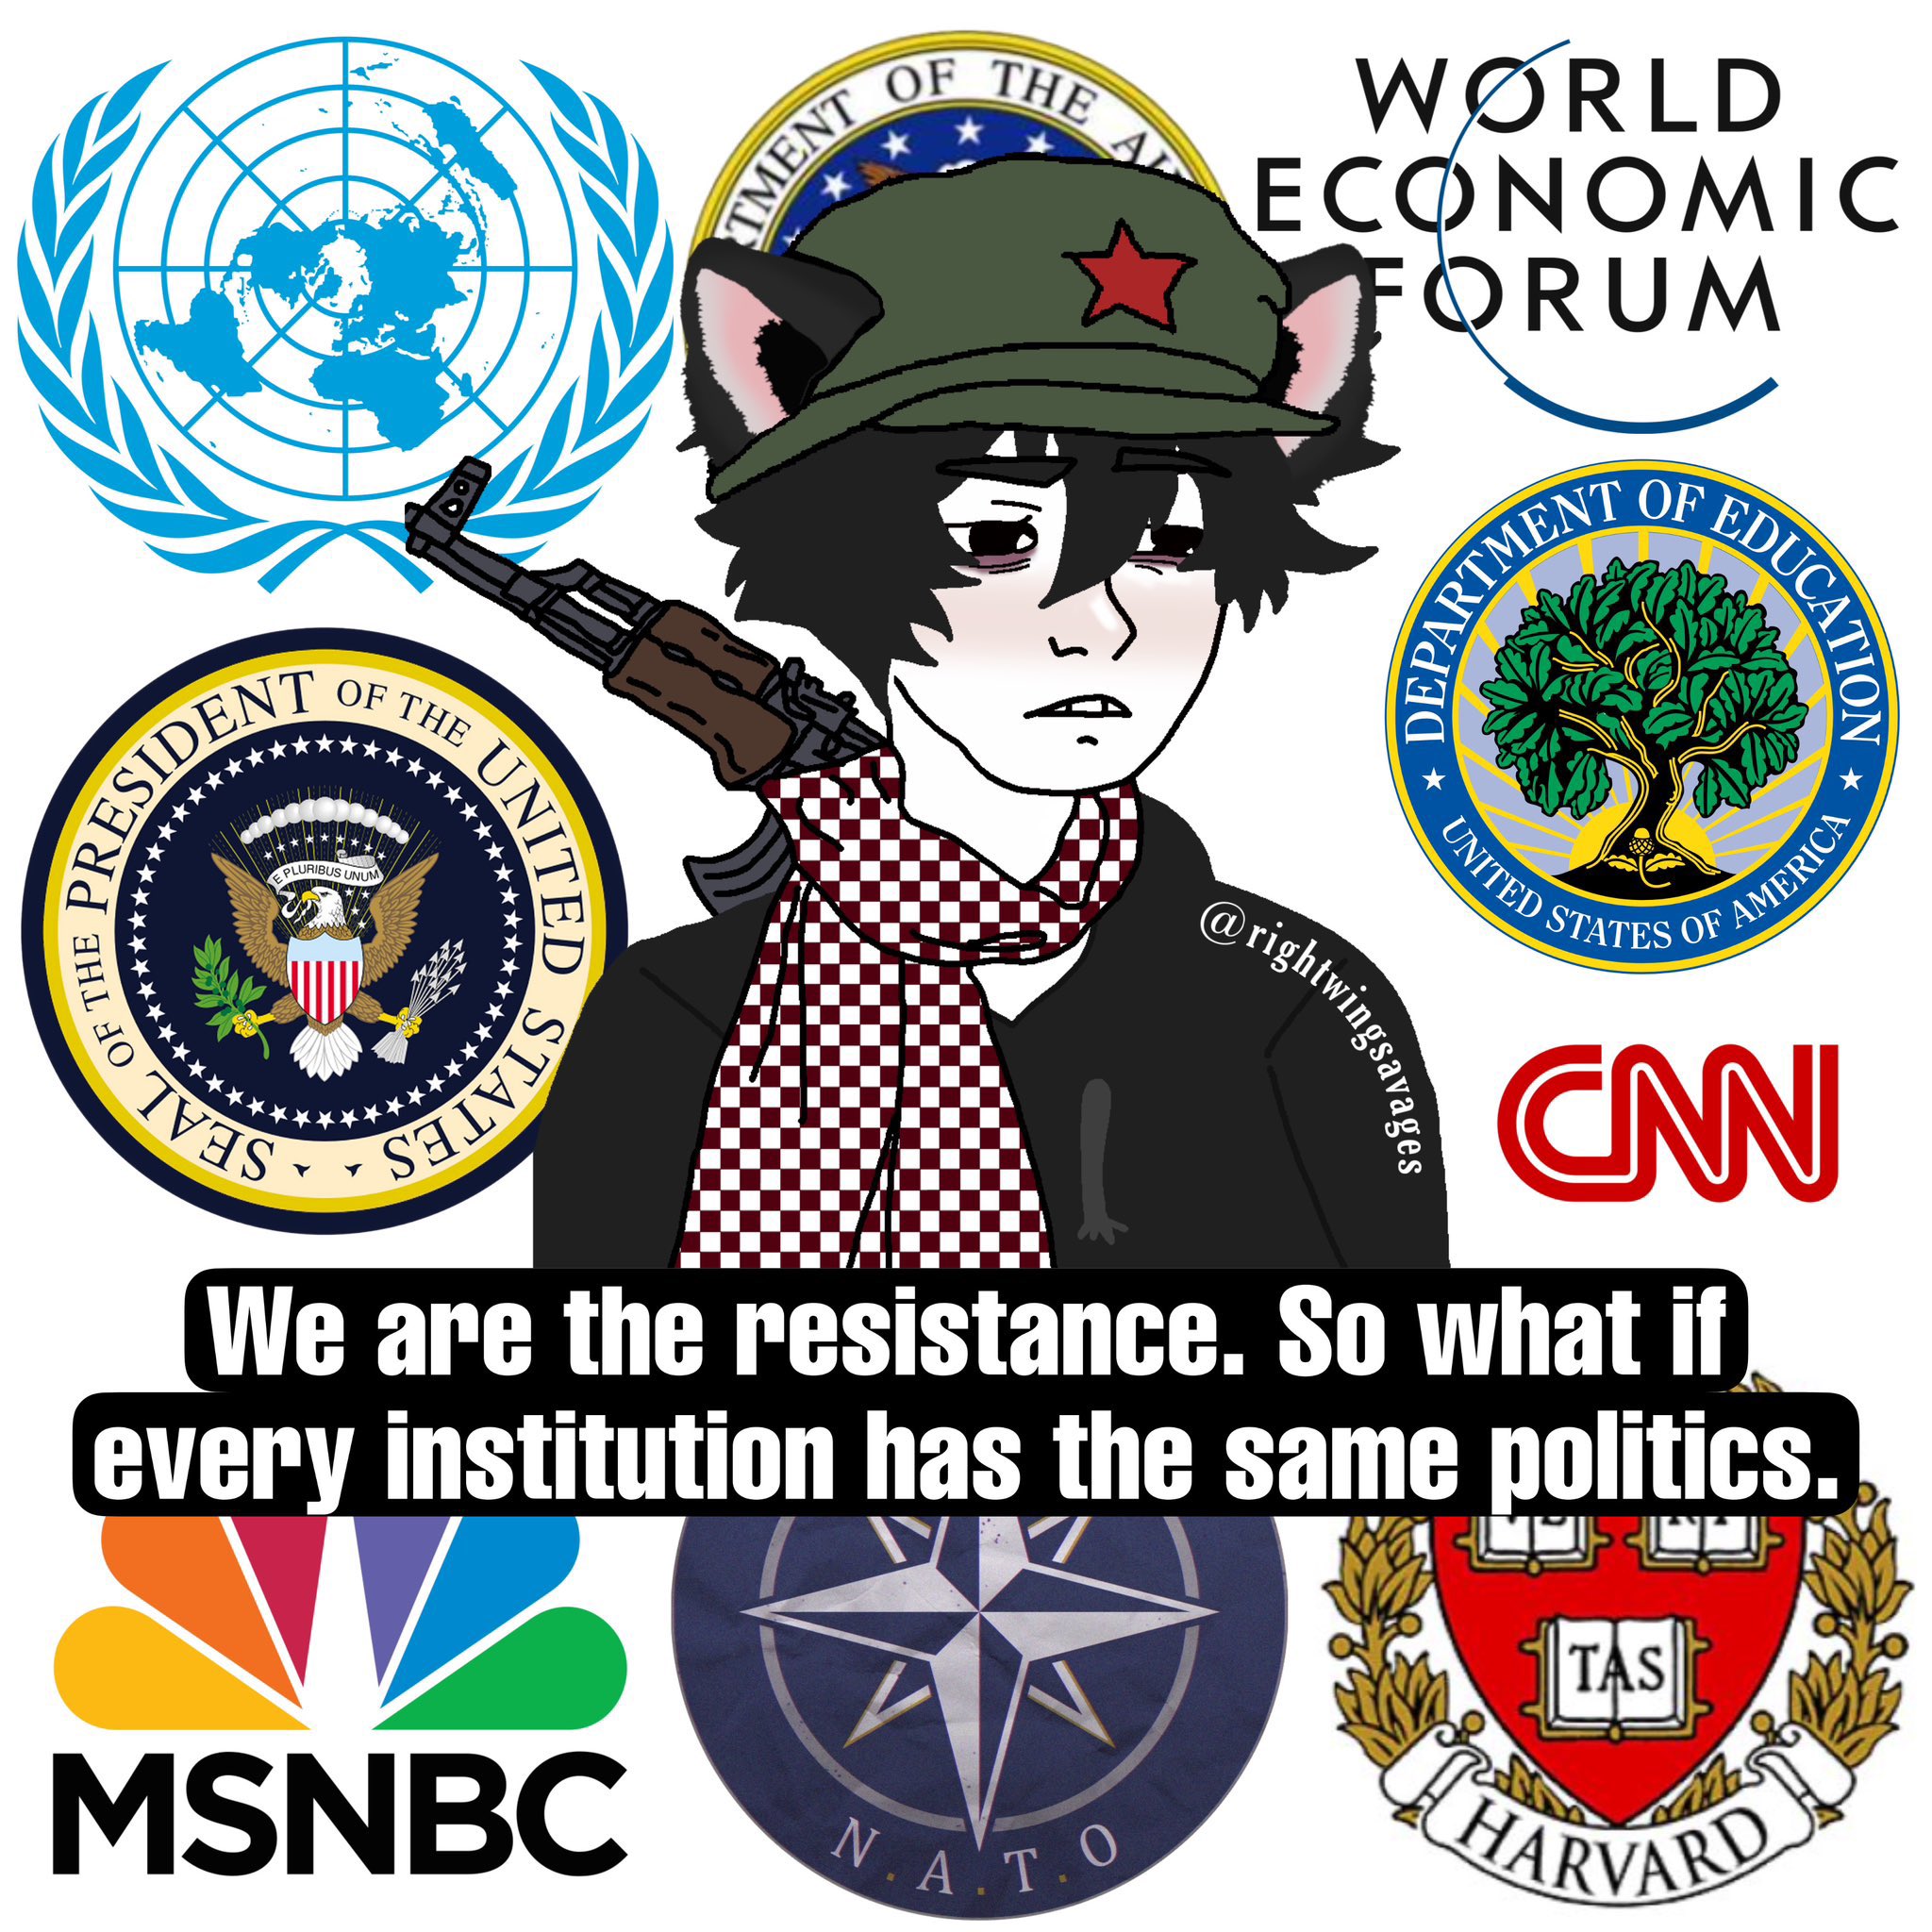 RTMENT OF THE AI
WORLD
ECONOMIC
FORUM
DEPARTMENT OF EDUCATION
UNITED STATES OF AMERICA
SEAL OF THE PRESIDENT OF THE UNITED STATES
E PLURIBUS UNUM
@rightwingsavages
CNN
We are the resistance. So what if
every institution has the same politics.
TAS
MSNBC
N.A.T.O
HARVARD